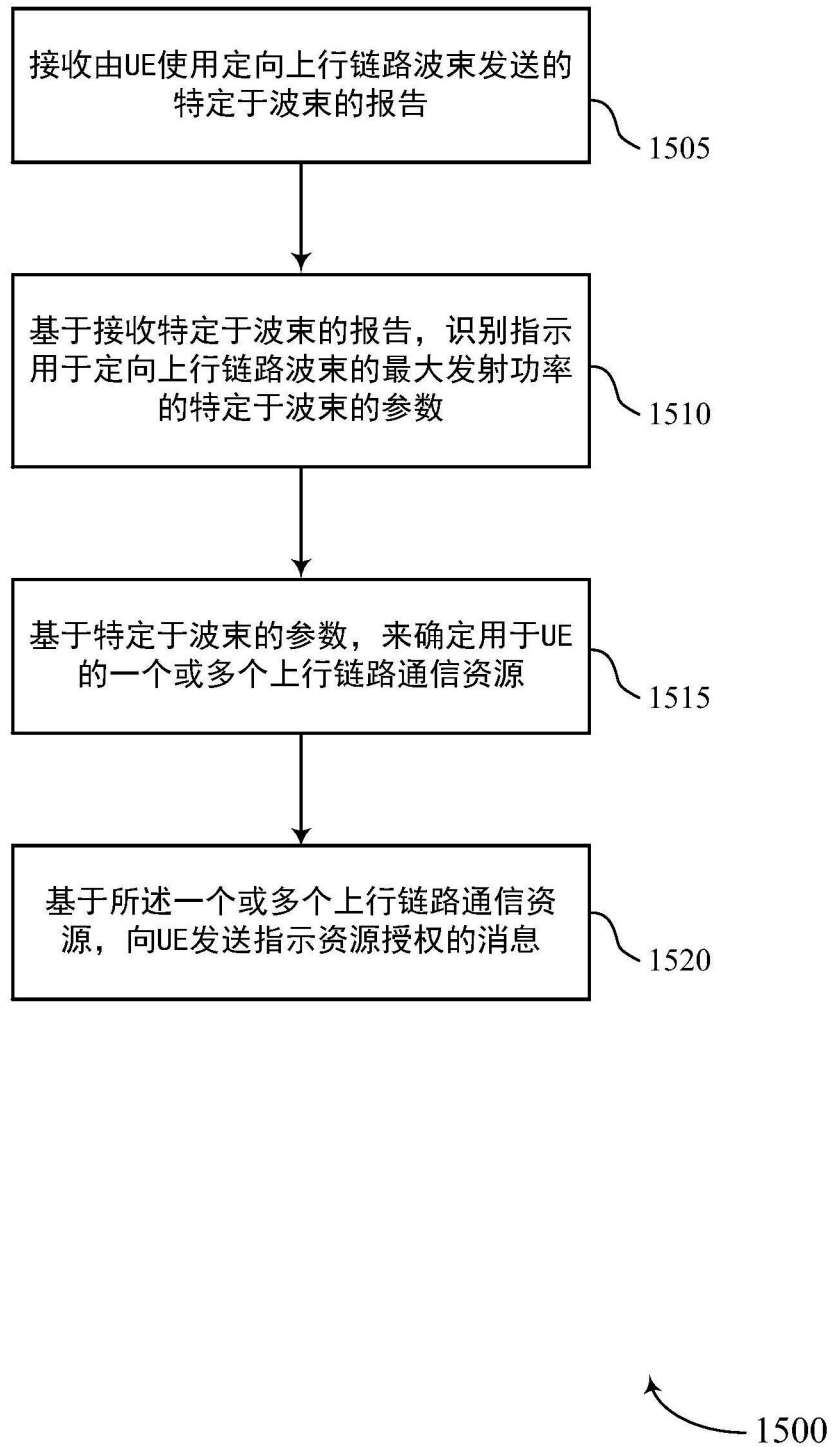 接收由UE使用定向上行链路波束发送的
特定于波束的报告
1505
基于接收特定于波束的报告，识别指示
用于定向上行链路波束的最大发射功率
的特定于波束的参数
1510
基于特定于波束的参数，来确定用于UE
的一个或多个上行链路通信资源
1515
基于所述一个或多个上行链路通信资
源，向UE发送指示资源授权的消息
1520
1500